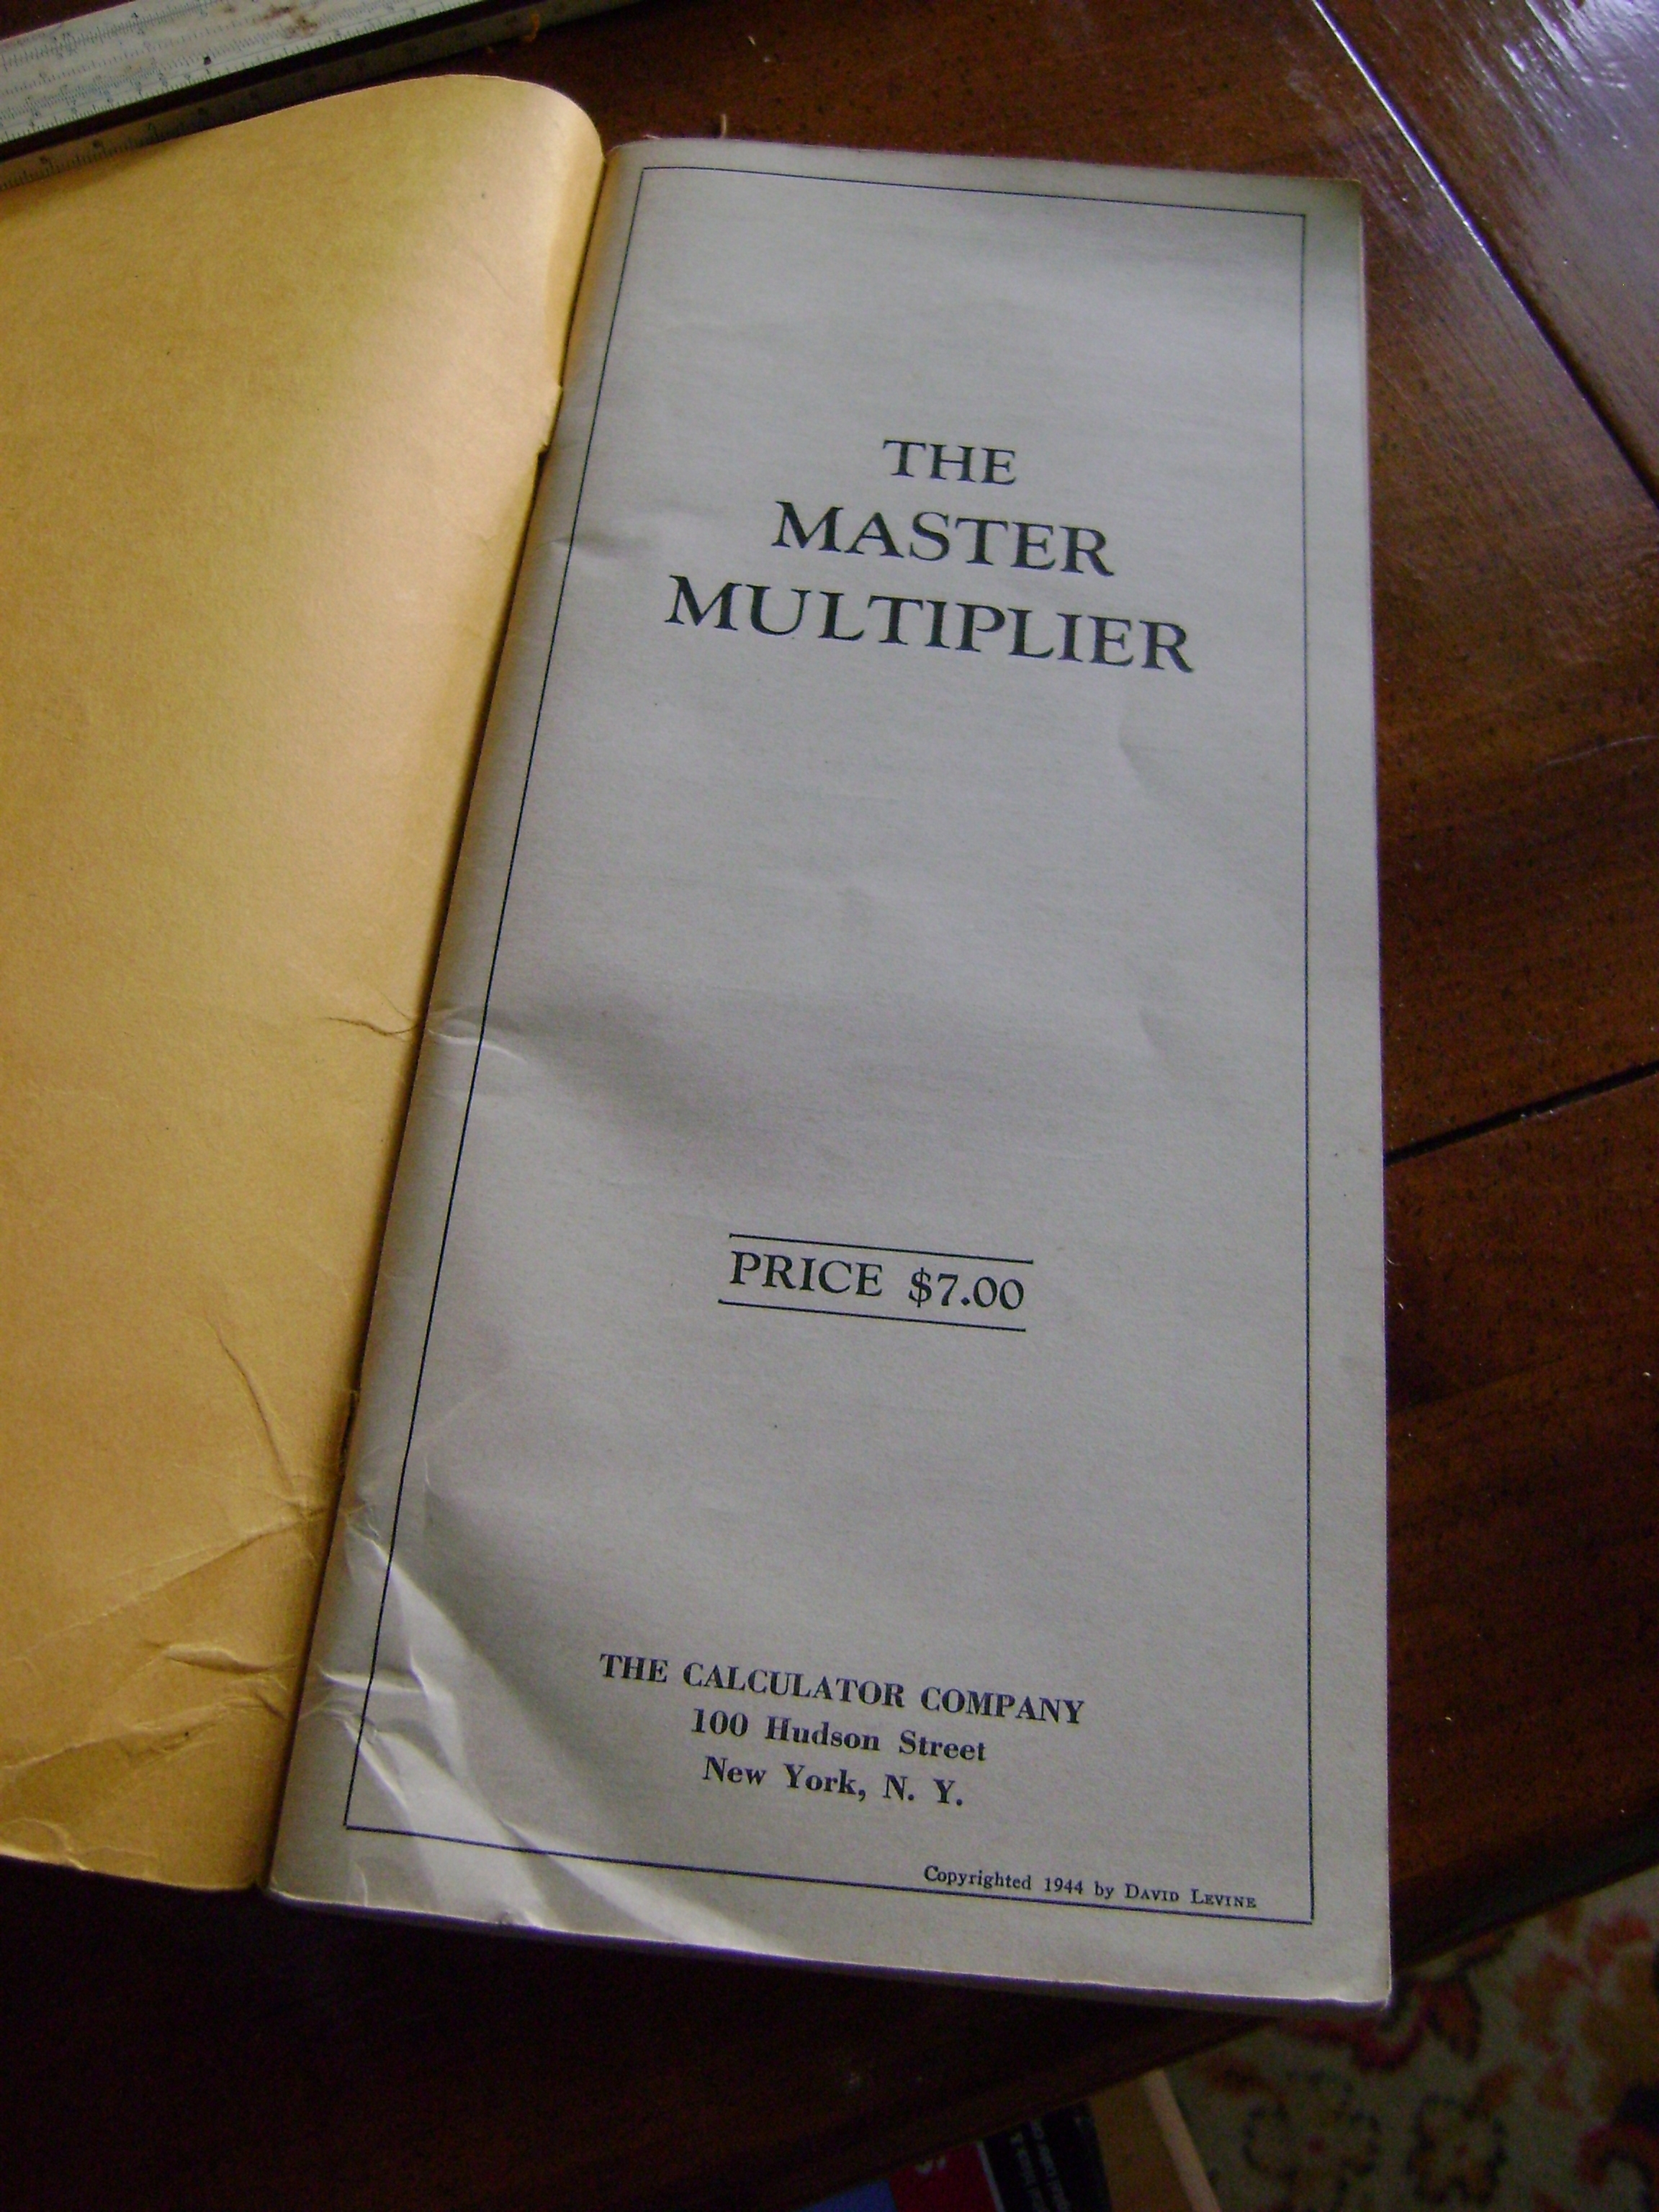 THE
MASTER
MULTIPLIER
PRICE $7.00
THE CALCULATOR COMPANY
100 Hudson Street
New York, N. Y.
Copyrighted 1944 by DAVID LEVINE